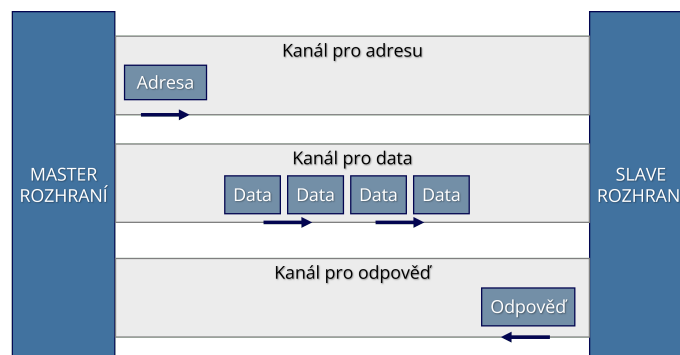 Kanál pro adresu
Adresa
MASTER
ROZHRANÍ
Kanál pro data
Data Data Data Data
SLAVE
ROZHRAN
Kanál pro odpověď
Odpověď